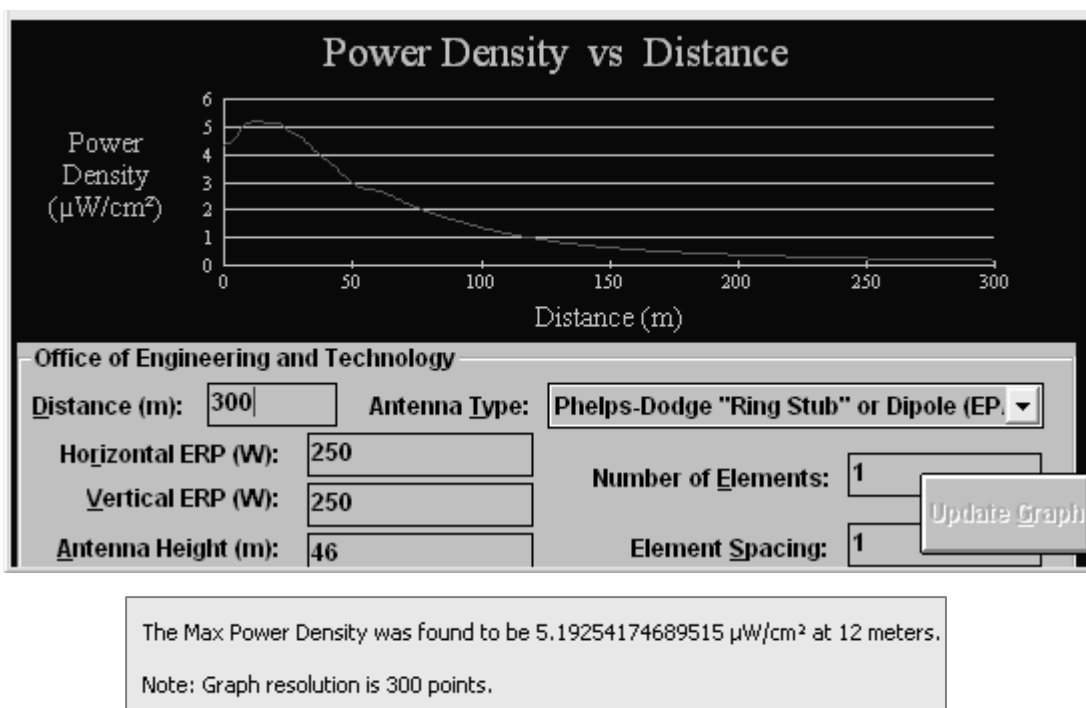 Power Density vs Distance
Power
Density
(µW/cm²)
6
5
4
3
2
1
0
0 50 100 150 200 250 300
Distance (m)
Office of Engineering and Technology
Distance (m): 300 Antenna Type: Phelps-Dodge "Ring Stub" or Dipole (EP.
Horizontal ERP (W): 250
Number of Elements: 1
Vertical ERP (W): 250
Update Graph
Antenna Height (m): 46 Element Spacing: 1
The Max Power Density was found to be 5.19254174689515 µW/cm² at 12 meters.
Note: Graph resolution is 300 points.